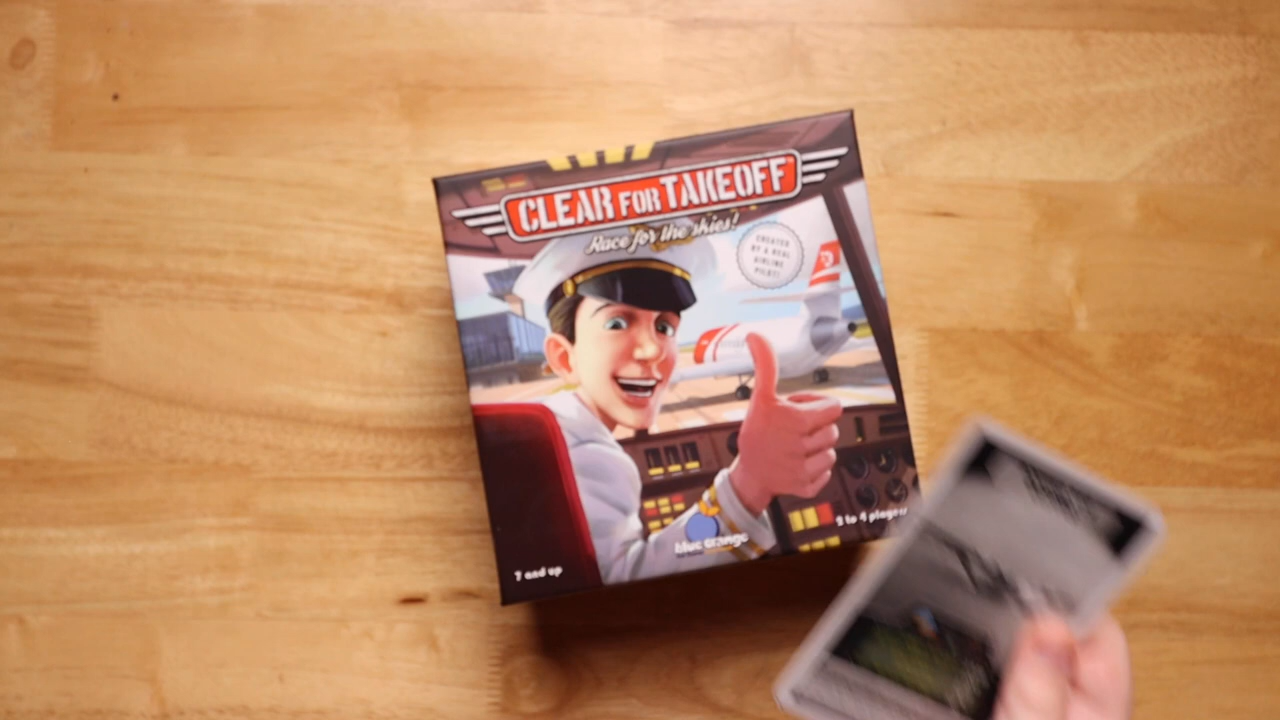 CLEAR FOR TAKEOFF
Race for the skies!
CREATED
BY A REAL
AIRLINE
PILOT!
2 to 4 players
blue orange
7 and up